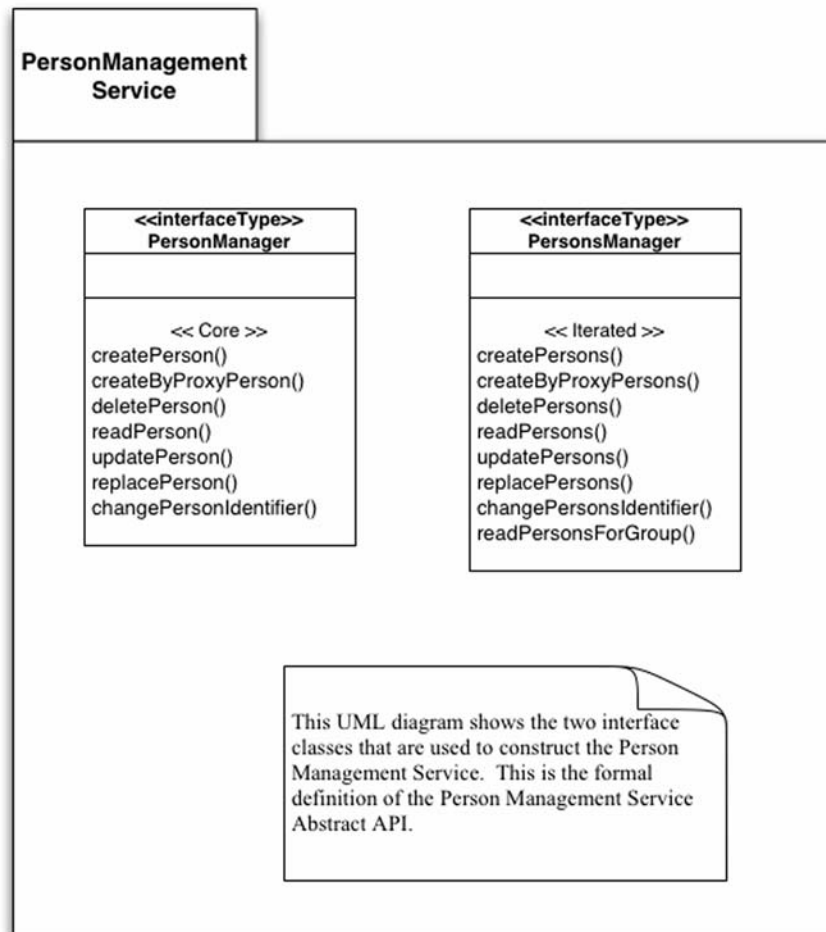 PersonManagement
Service
<<interfaceType>>
PersonManager
<< Core >>
createPerson()
createByProxyPerson()
deletePerson()
readPerson()
updatePerson()
replacePerson()
changePersonIdentifier()
<<interfaceType>>
PersonsManager
<< Iterated >>
createPersons()
createByProxyPersons()
deletePersons()
readPersons()
updatePersons()
replacePersons()
changePersonsIdentifier()
readPersonsForGroup()
This UML diagram shows the two interface
classes that are used to construct the Person
Management Service.  This is the formal
definition of the Person Management Service
Abstract API.